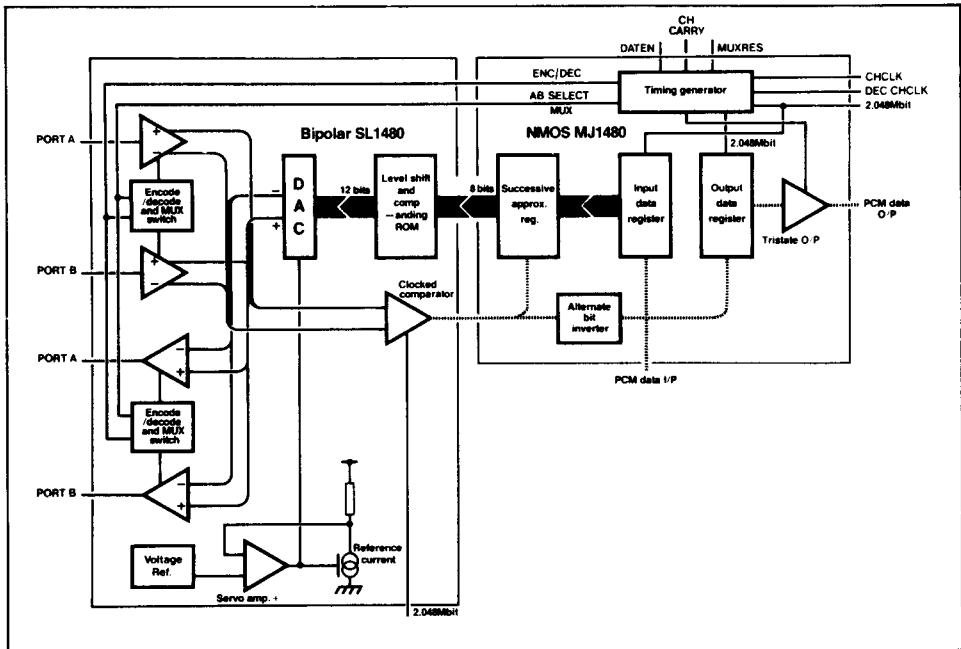 CH
CARRY
DATEN
MUXRES
ENC/DEC
AB SELECT
MUX
Timing generator
CHCLK
DEC CHCLK
2.048Mbit
Bipolar SL1480
NMOS MJ1480
2.048Mbit
PORT A
+
−
Encode
/decode
and MUX
switch
PORT B
+
−
−
+
D
A
C
12 bits
Level shift
and
comp
—anding
ROM
8 bits
Successive
approx.
reg.
Input
data
register
Output
data
register
Tristate O/P
PCM data
O/P
Clocked
comparator
Alternate
bit
inverter
PCM data I/P
PORT A
−
+
Encode
/decode
and MUX
switch
PORT B
−
+
Voltage
Ref.
Servo amp. +
Reference
current
2.048Mbit